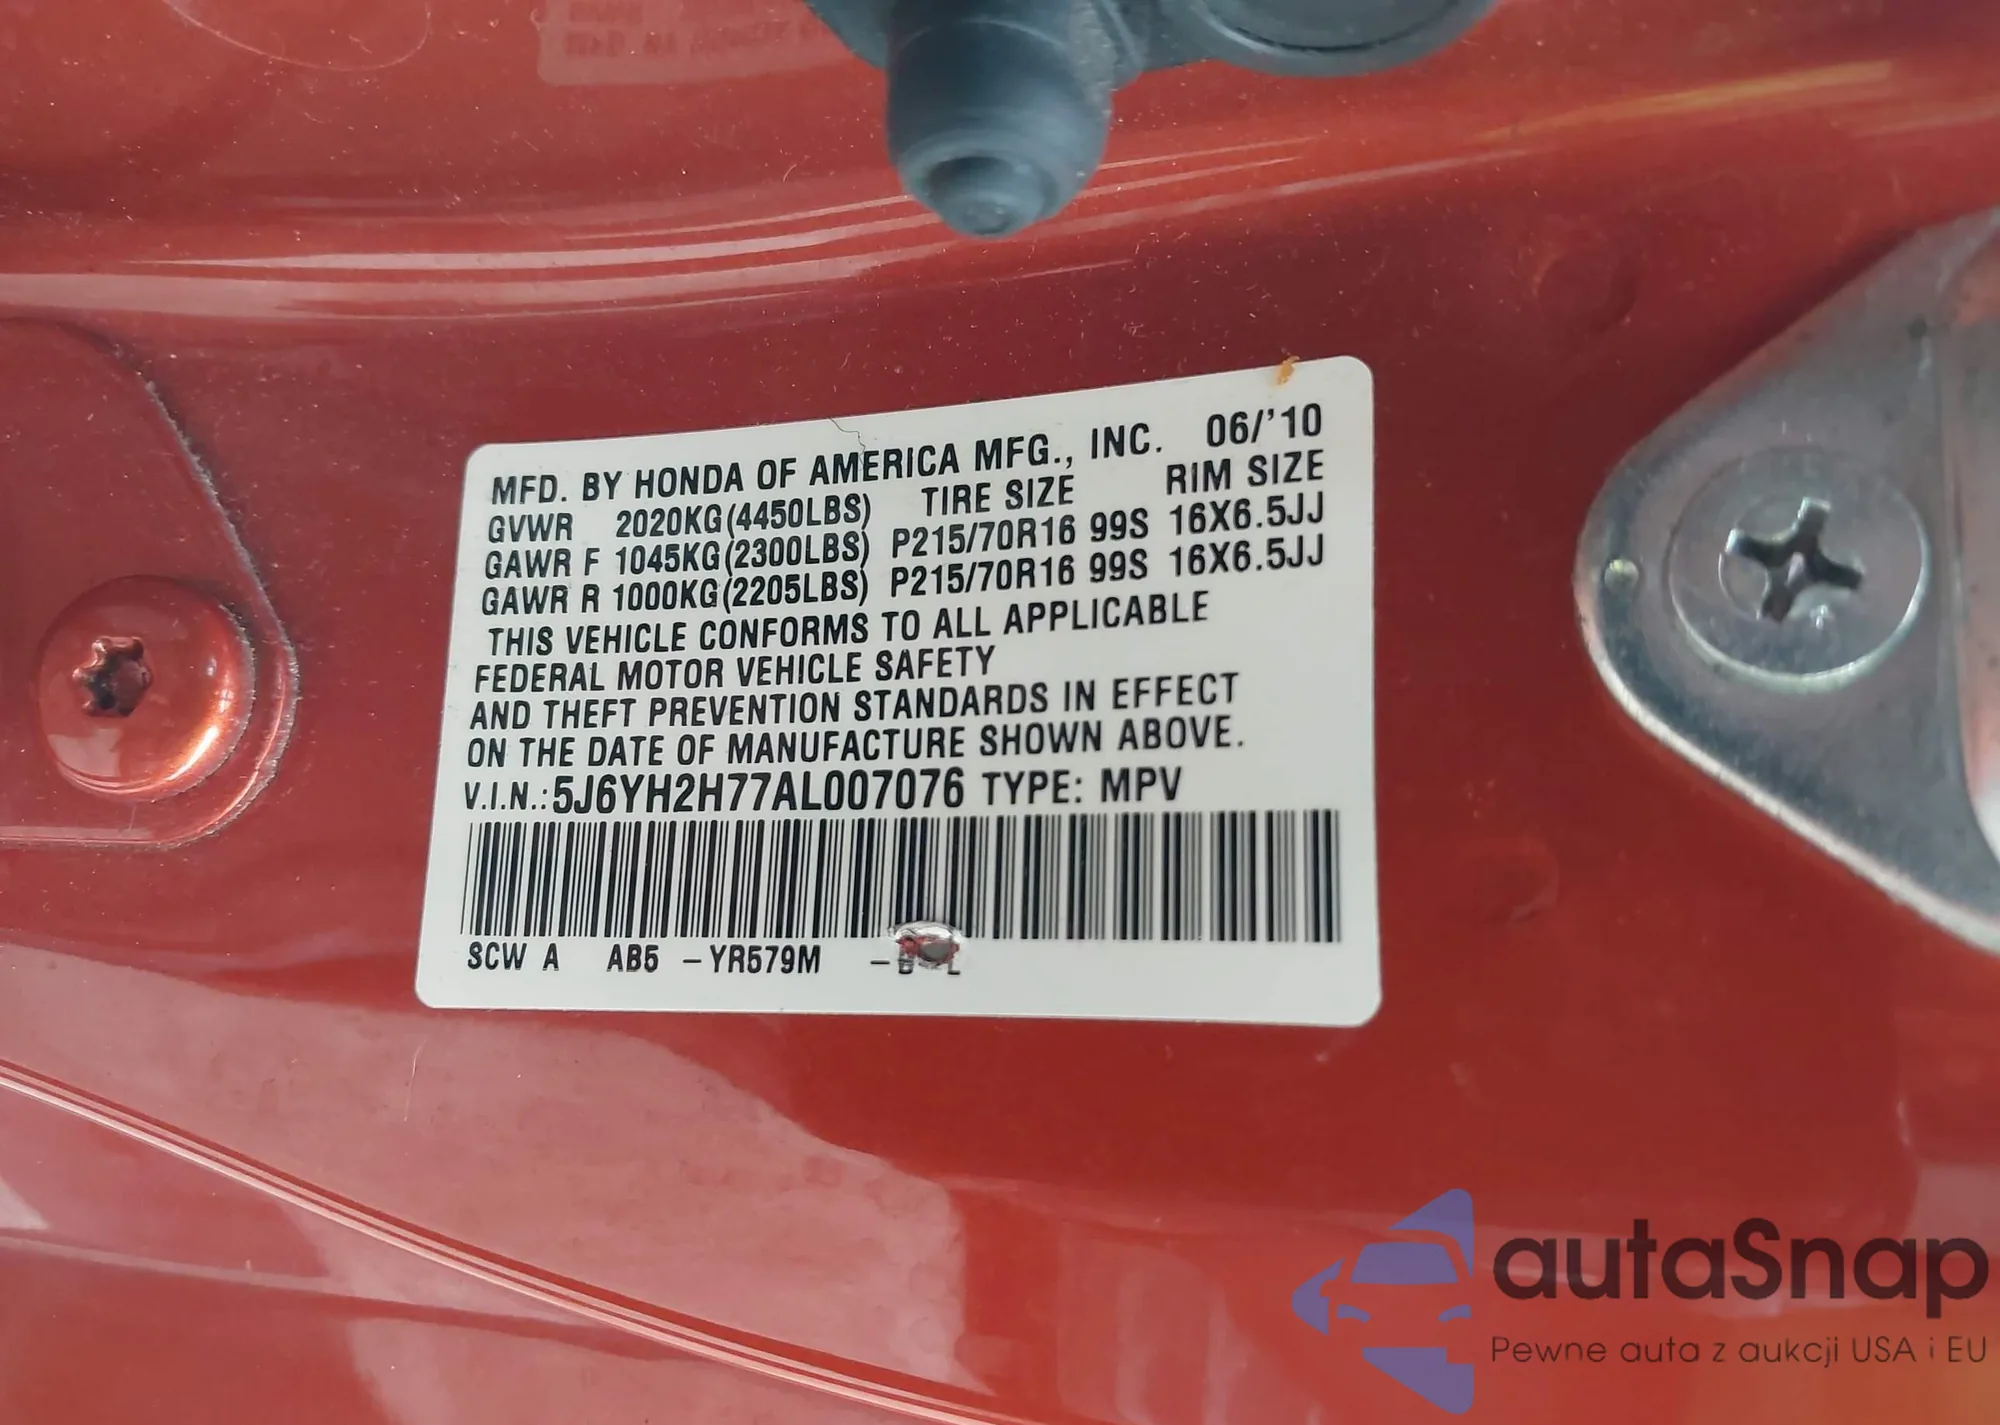 MFD. BY HONDA OF AMERICA MFG., INC. 06/'10
GVWR 2020KG(4450LBS) TIRE SIZE RIM SIZE
GAWR F 1045KG(2300LBS) P215/70R16 99S 16X6.5JJ
GAWR R 1000KG(2205LBS) P215/70R16 99S 16X6.5JJ
THIS VEHICLE CONFORMS TO ALL APPLICABLE
FEDERAL MOTOR VEHICLE SAFETY
AND THEFT PREVENTION STANDARDS IN EFFECT
ON THE DATE OF MANUFACTURE SHOWN ABOVE.
V.I.N.: 5J6YH2H77AL007076 TYPE: MPV
SCW A AB5 -YR579M
autaSnap
Pewne auta z aukcji USA i EU